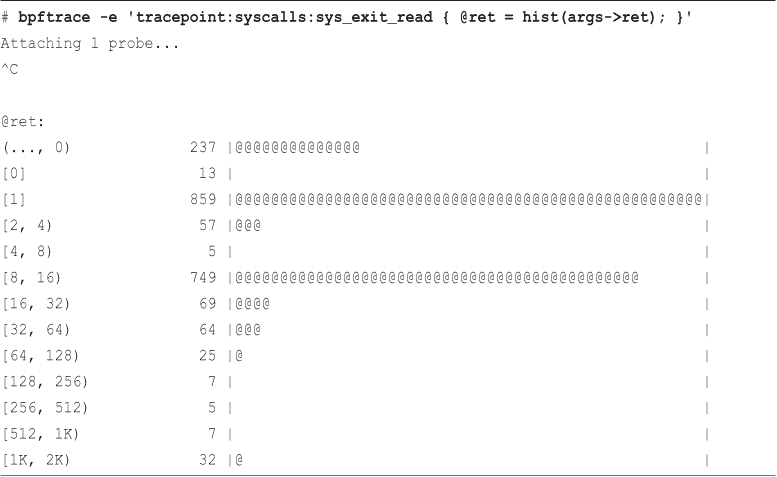 # bpftrace -e 'tracepoint:syscalls:sys_exit_read { @ret = hist(args->ret); }'
Attaching 1 probe...
^C

@ret:
(..., 0)             237 |@@@@@@@@@@@@@@                                      |
[0]                   13 |                                                    |
[1]                  859 |@@@@@@@@@@@@@@@@@@@@@@@@@@@@@@@@@@@@@@@@@@@@@@@@@@@@|
[2, 4)                57 |@@@                                                 |
[4, 8)                 5 |                                                    |
[8, 16)              749 |@@@@@@@@@@@@@@@@@@@@@@@@@@@@@@@@@@@@@@@@@@@@@       |
[16, 32)              69 |@@@@                                                |
[32, 64)              64 |@@@                                                 |
[64, 128)             25 |@                                                   |
[128, 256)             7 |                                                    |
[256, 512)             5 |                                                    |
[512, 1K)              7 |                                                    |
[1K, 2K)              32 |@                                                   |